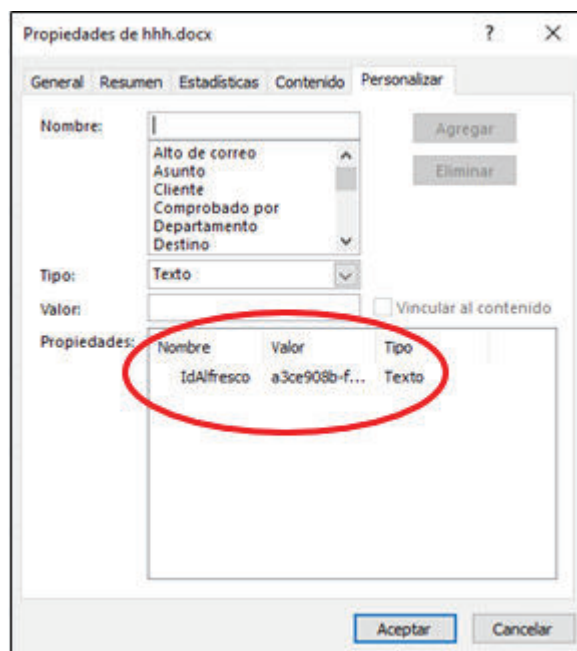 Propiedades de hhh.docx ?
General Resumen Estadísticas Contenido Personalizar
Nombre: Agregar
Alto de correo
Asunto Eliminar
Cliente
Comprobado por
Departamento
Destino
Tipo: Texto
Valor: Vincular al contenido
Propiedades: Nombre Valor Tipo
IdAlfresco a3ce908b-f... Texto
Aceptar Cancelar